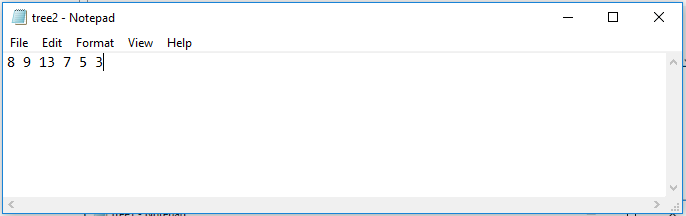 tree2 - Notepad
File Edit Format View Help
8 9 13 7 5 3